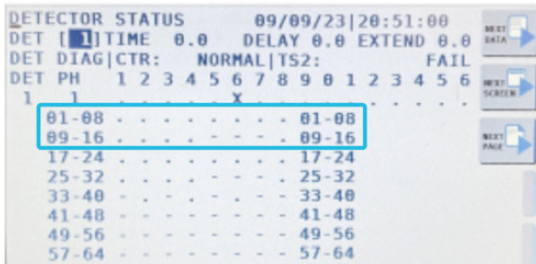 DETECTOR STATUS 09/09/23|20:51:00
DET [ 1]TIME 0.0 DELAY 0.0 EXTEND 0.0
DET DIAG|CTR: NORMAL|TS2: FAIL
DET PH 1 2 3 4 5 6 7 8 9 0 1 2 3 4 5 6
1 1 . . . . . X . . . . . . . . . .
01-08 . . . . . . . . 01-08
09-16 . . . . . - - - . 09-16
17-24 . . . . . . . . 17-24
25-32 . . . . - - - . 25-32
33-40 - . - - - . - - 33-40
41-48 - - - - - - - - 41-48
49-56 - - - - - - - - 49-56
57-64 - - - - - - - - 57-64
NEXT DATA
NEXT SCREEN
NEXT PAGE